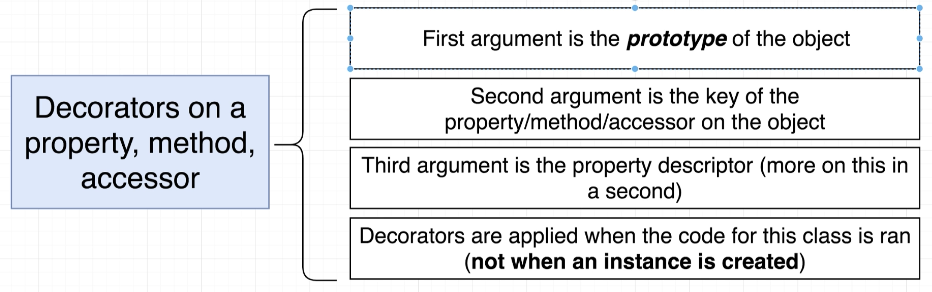 Decorators on a
property, method,
accessor
First argument is the prototype of the object
Second argument is the key of the
property/method/accessor on the object
Third argument is the property descriptor (more on this in
a second)
Decorators are applied when the code for this class is ran
(not when an instance is created)